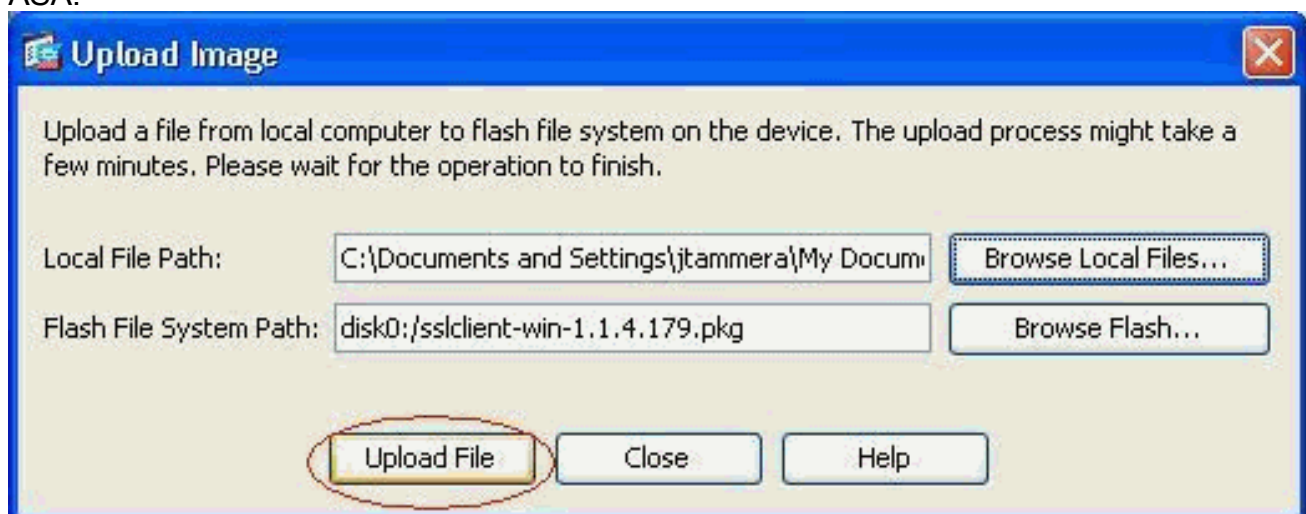 ASA.
Upload Image
Upload a file from local computer to flash file system on the device. The upload process might take a
few minutes. Please wait for the operation to finish.
Local File Path: C:\Documents and Settings\jtammera\My Docum Browse Local Files...
Flash File System Path: disk0:/sslclient-win-1.1.4.179.pkg Browse Flash...
Upload File Close Help